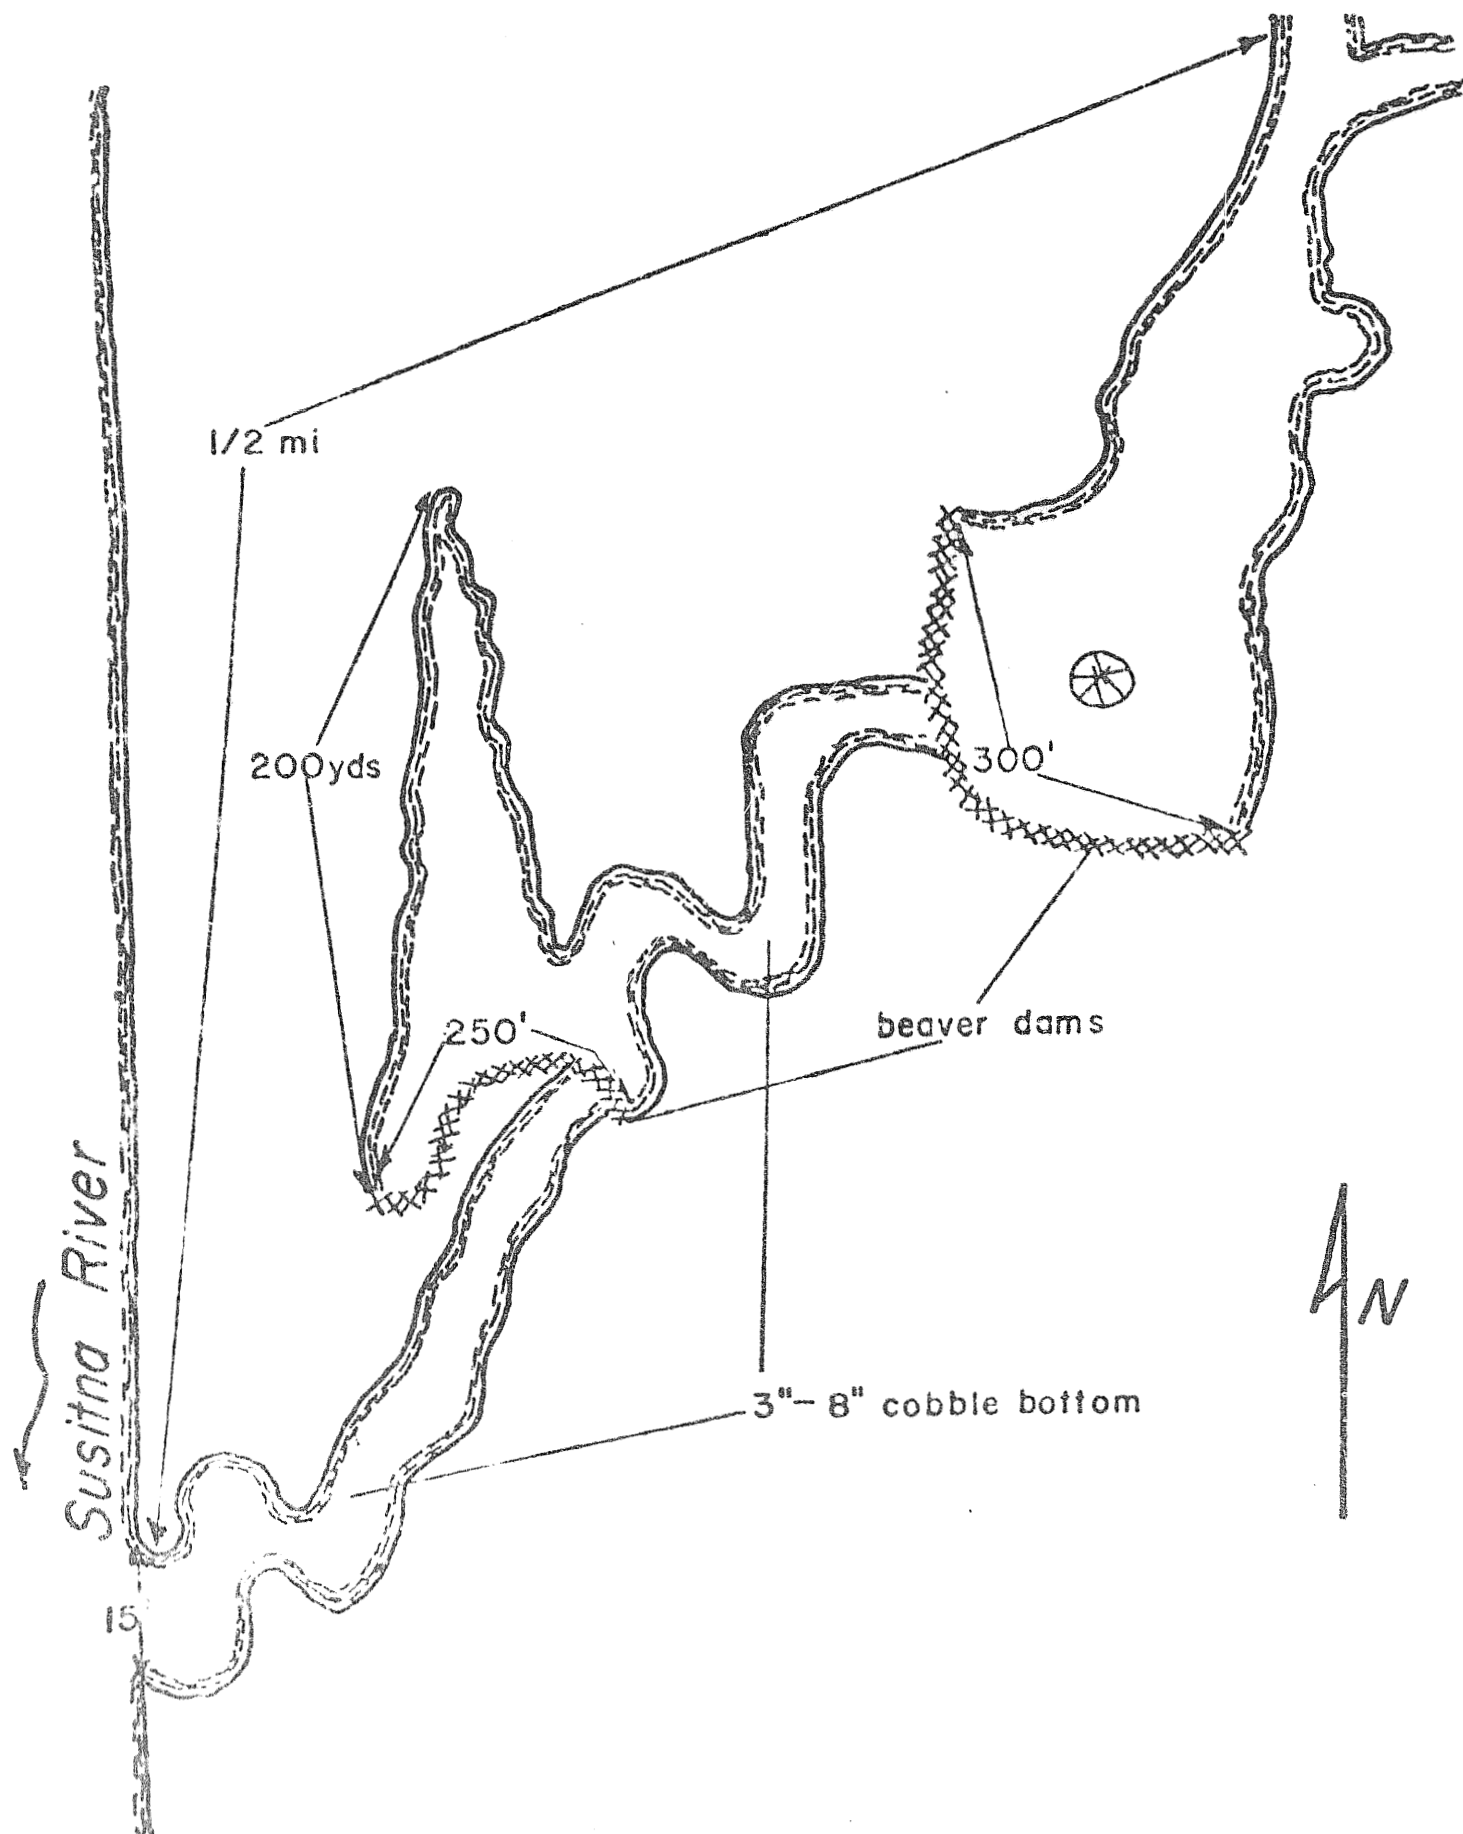 1/2 mi
200yds
300'
250'
beaver dams
Susitna River
N
3"- 8" cobble bottom
15